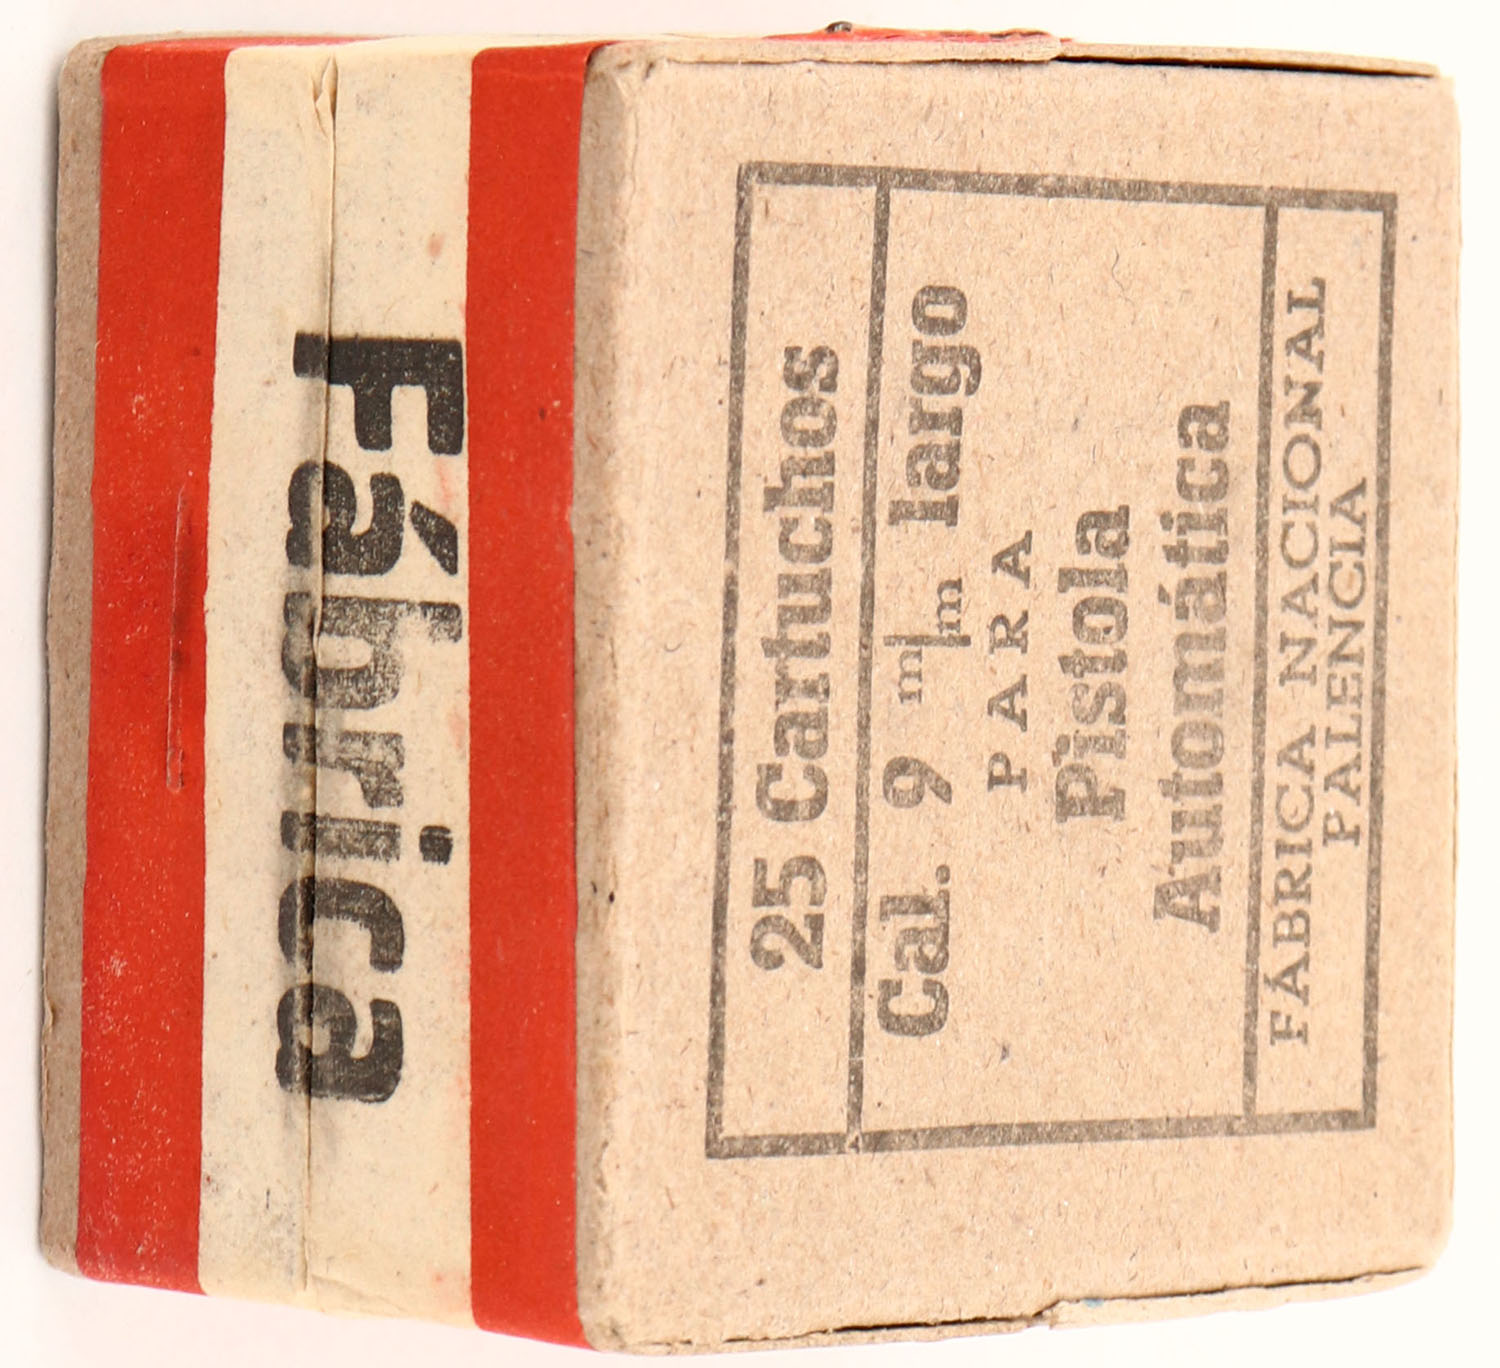 Fábrica
25 Cartuchos
Cal. 9 m/m largo
PARA
Pistola
Automática
FÁBRICA NACIONAL
PALENCIA